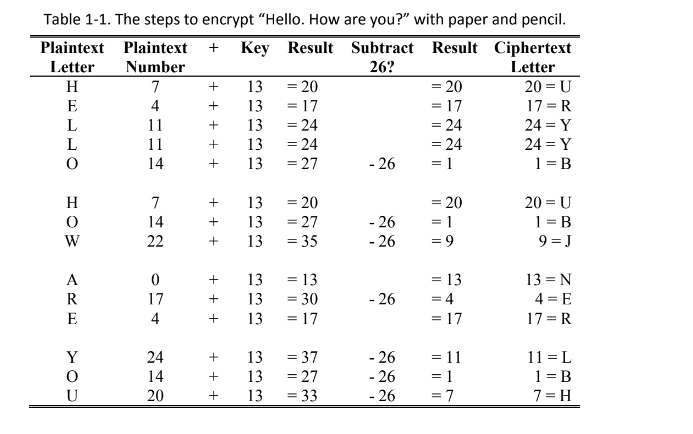 Table 1-1. The steps to encrypt “Hello. How are you?” with paper and pencil.
Plaintext Plaintext + Key Result Subtract Result Ciphertext
Letter Number 26? Letter
H 7 + 13 = 20 = 20 20 = U
E 4 + 13 = 17 = 17 17 = R
L 11 + 13 = 24 = 24 24 = Y
L 11 + 13 = 24 = 24 24 = Y
O 14 + 13 = 27 - 26 = 1 1 = B
H 7 + 13 = 20 = 20 20 = U
O 14 + 13 = 27 - 26 = 1 1 = B
W 22 + 13 = 35 - 26 = 9 9 = J
A 0 + 13 = 13 = 13 13 = N
R 17 + 13 = 30 - 26 = 4 4 = E
E 4 + 13 = 17 = 17 17 = R
Y 24 + 13 = 37 - 26 = 11 11 = L
O 14 + 13 = 27 - 26 = 1 1 = B
U 20 + 13 = 33 - 26 = 7 7 = H